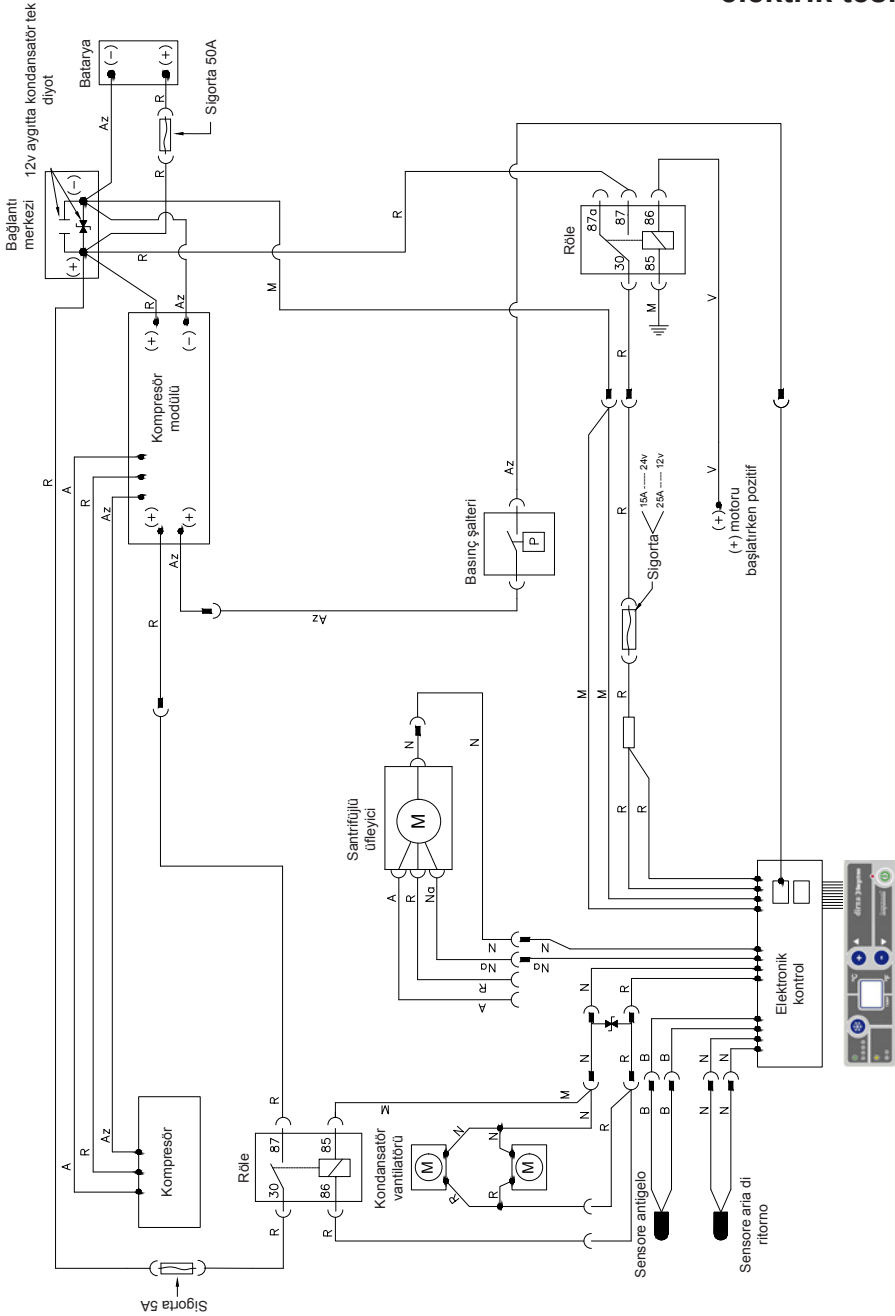 elektrik tesi
Batarya
(-)
(+)
Sigorta 50A
12v aygıtta kondansatör tek
diyot
Bağlantı
merkezi
(+)
(-)
R
R
Az
R
R
M
R
Az
R
A
R
Az
Kompresör
modülü
(+)
(-)
(+)
(+)
Az
R
Az
Basınç şalteri
P
Az
Röle
87a
87
86
30
85
M
R
V
V
(+)
(+) motoru
başlatırken pozitif
R
Sigorta
15A ---- 24v
25A ---- 12v
M
M
R
R
R
Santrifüjlü
üfleyici
M
N
N
A
R
Na
N
N
Na
Na
R
A
N
R
N
R
Kompresör
A
R
Az
Sigorta 5A
Röle
87
85
30
86
R
R
R
M
M
N
Kondansatör
vantilatörü
M
M
N
N
R
R
R
B
B
B
B
N
N
N
N
Sensore antigelo
Sensore aria di
ritorno
Elektronik
kontrol
dirna
°C
°F
+
-